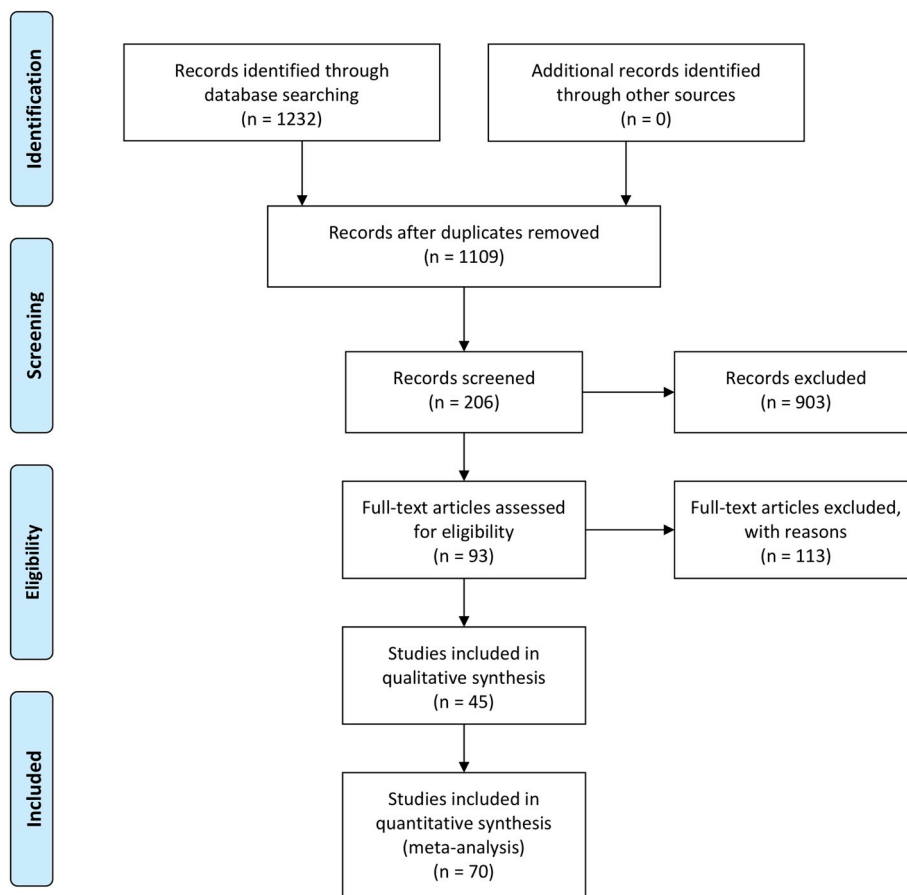 Identification
Records identified through
database searching
(n = 1232)
Additional records identified
through other sources
(n = 0)
Records after duplicates removed
(n = 1109)
Screening
Records screened
(n = 206)
Records excluded
(n = 903)
Eligibility
Full-text articles assessed
for eligibility
(n = 93)
Full-text articles excluded,
with reasons
(n = 113)
Studies included in
qualitative synthesis
(n = 45)
Included
Studies included in
quantitative synthesis
(meta-analysis)
(n = 70)